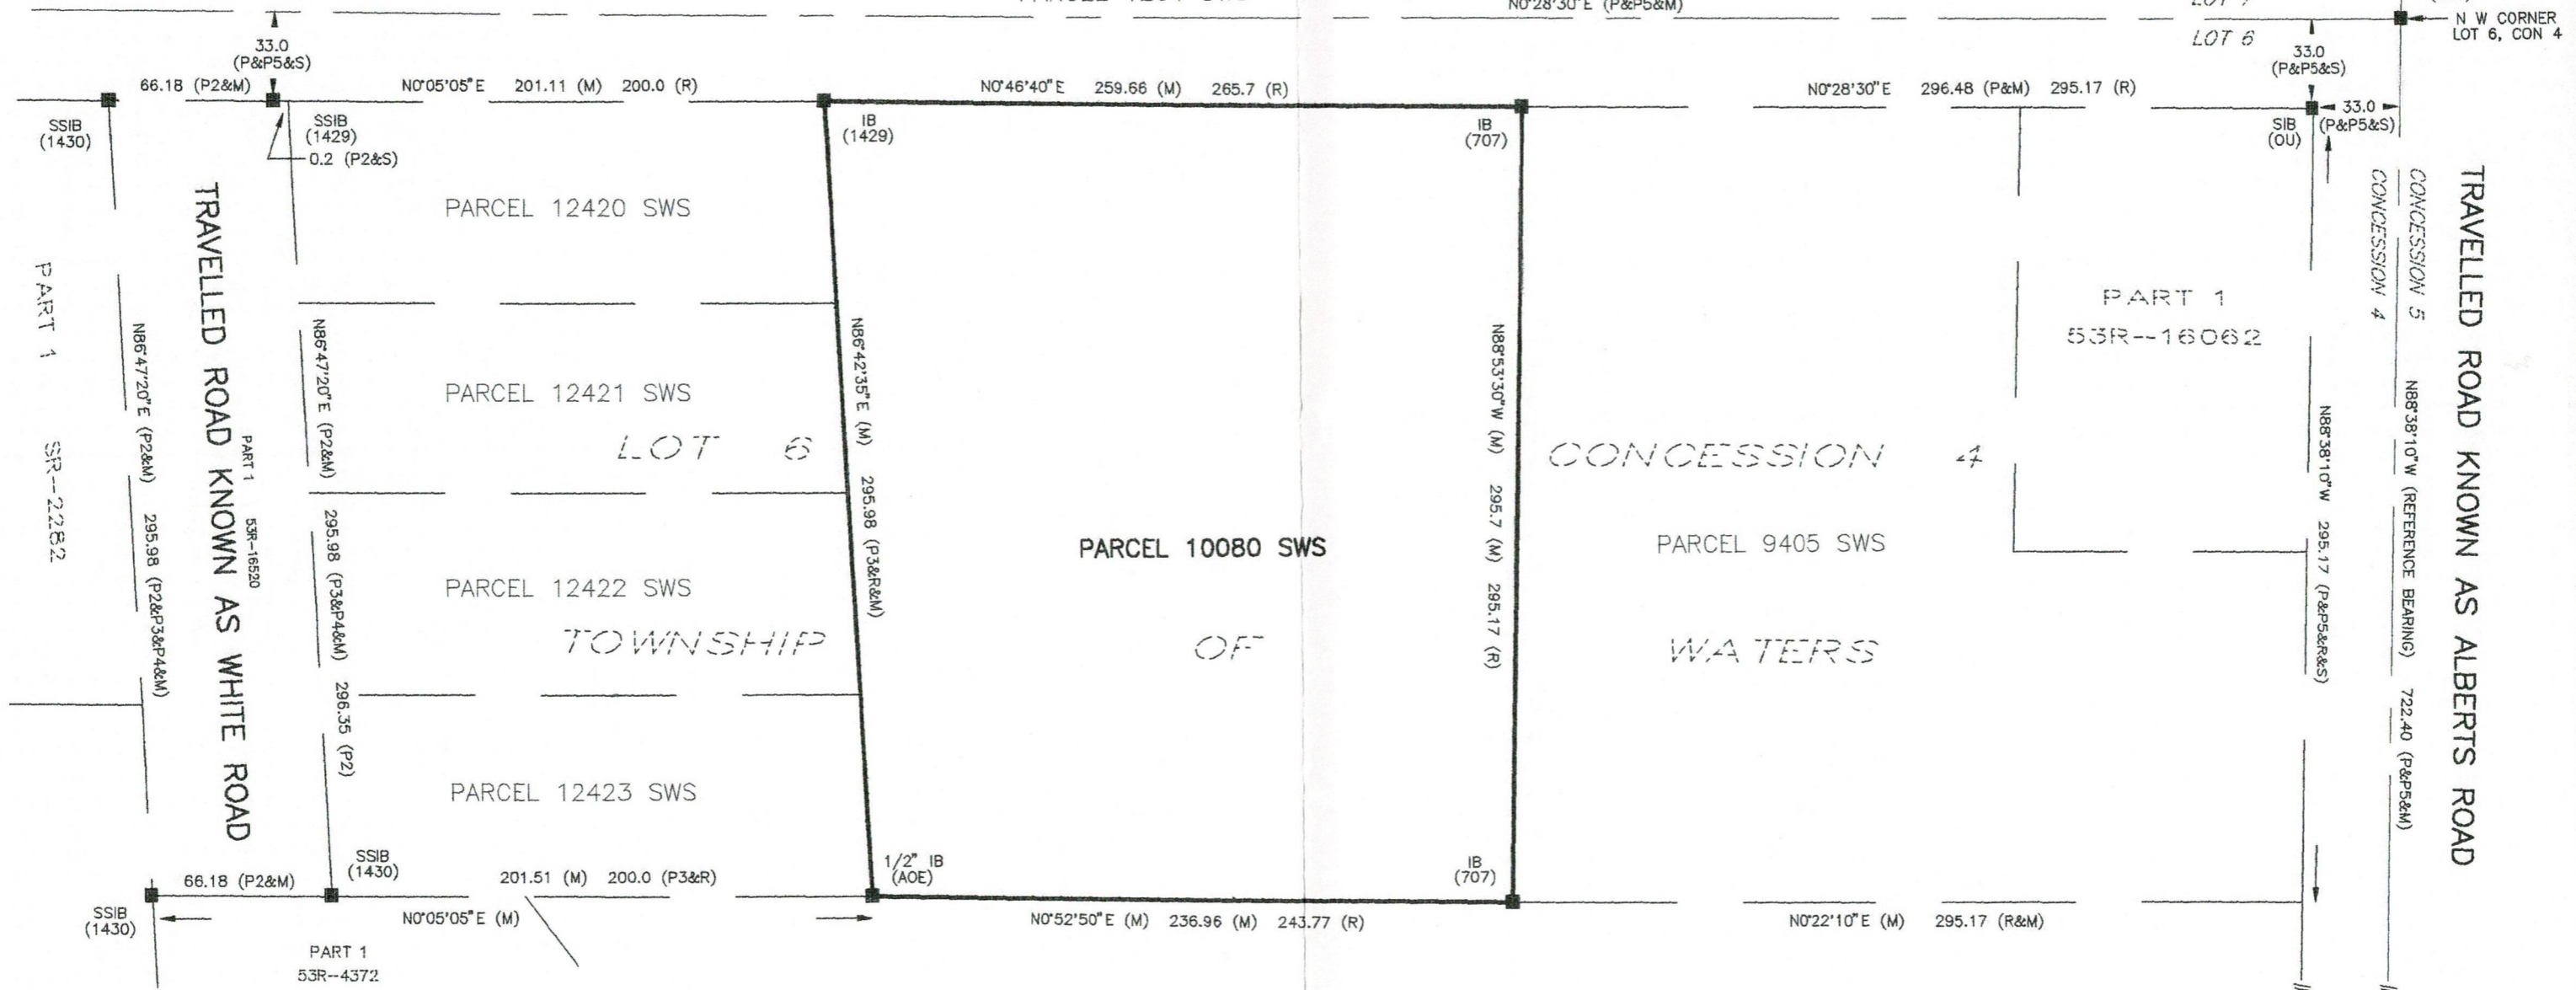 N0°28'30"E (P&P5&M)
LOT 6
N W CORNER
LOT 6, CON 4
33.0
(P&P5&S)
33.0
(P&P5&S)
66.18 (P2&M)
N0°05'05"E 201.11 (M) 200.0 (R)
N0°46'40"E 259.66 (M) 265.7 (R)
N0°28'30"E 296.48 (P&M) 295.17 (R)
33.0
(P&P5&S)
SSIB
(1430)
SSIB
(1429)
0.2 (P2&S)
IB
(1429)
IB
(707)
SIB
(OU)
PARCEL 12420 SWS
PARCEL 12421 SWS
LOT 6
PARCEL 12422 SWS
TOWNSHIP
PARCEL 12423 SWS
PART 1 SR-2282
N86°47'20"E (P2&M) 295.98 (P2&P3&P4&M)
TRAVELLED ROAD KNOWN AS WHITE ROAD
PART 1 53R-16520
N86°47'20"E (P2&M) 295.98 (P3&P4&M) 296.35 (P2)
N86°42'35"E (M) 295.98 (P3&R&M)
PARCEL 10080 SWS
OF
N88°53'30"W (M) 295.7 (M) 295.17 (R)
CONCESSION 4
PARCEL 9405 SWS
WATERS
PART 1
53R-16062
N88°38'10"W 295.17 (P&P5&R&S)
CONCESSION 4
CONCESSION 5
N88°38'10"W (REFERENCE BEARING) 722.40 (P&P5&M)
TRAVELLED ROAD KNOWN AS ALBERTS ROAD
SSIB
(1430)
66.18 (P2&M)
SSIB
(1430)
201.51 (M) 200.0 (P3&R)
1/2" IB
(AOE)
IB
(707)
N0°05'05"E (M)
N0°52'50"E (M) 236.96 (M) 243.77 (R)
N0°22'10"E (M) 295.17 (R&M)
PART 1
53R-4372